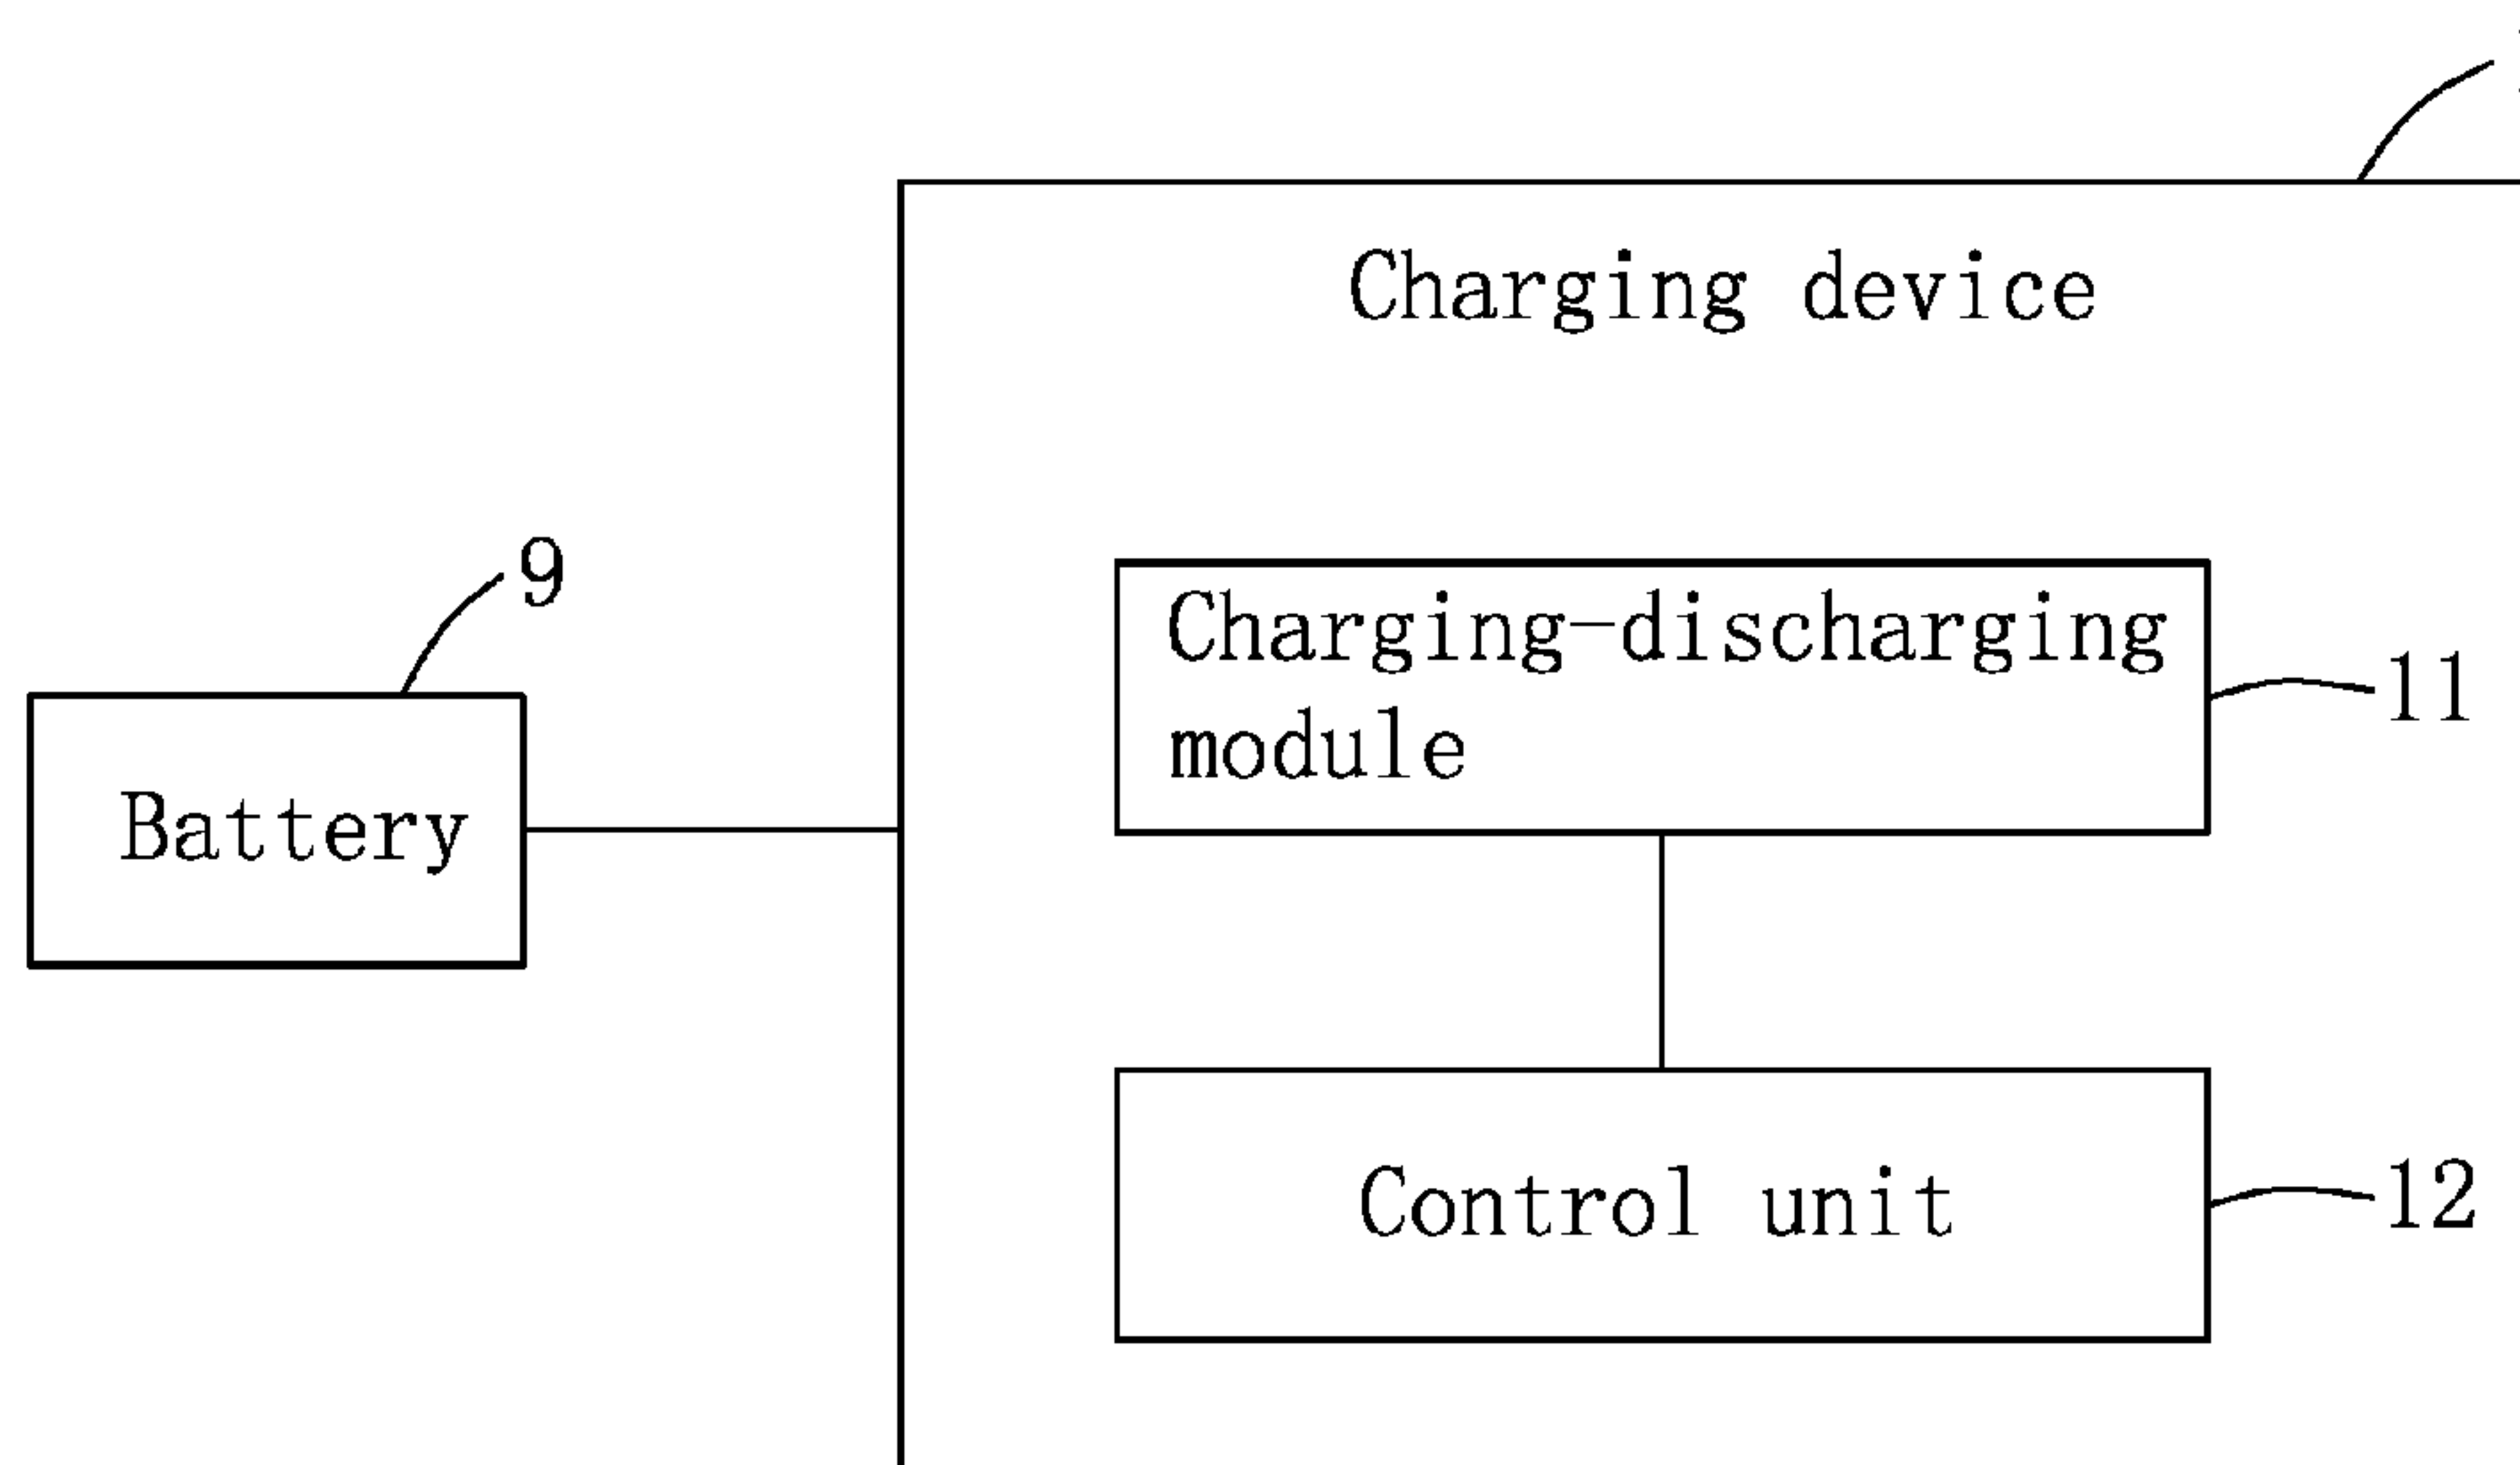 Charging device
9
Charging-discharging
module
11
Battery
Control unit
12